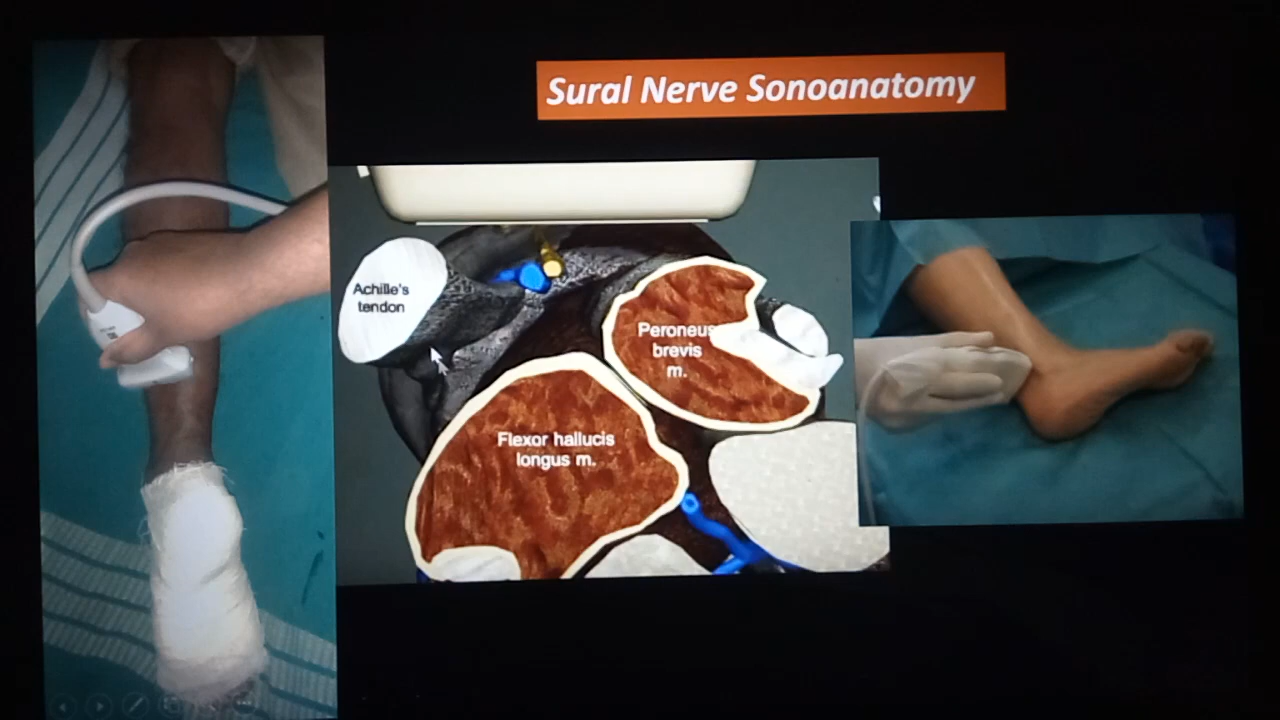 Sural Nerve Sonoanatomy
Achille's
tendon
Peroneus
brevis
m.
Flexor hallucis
longus m.